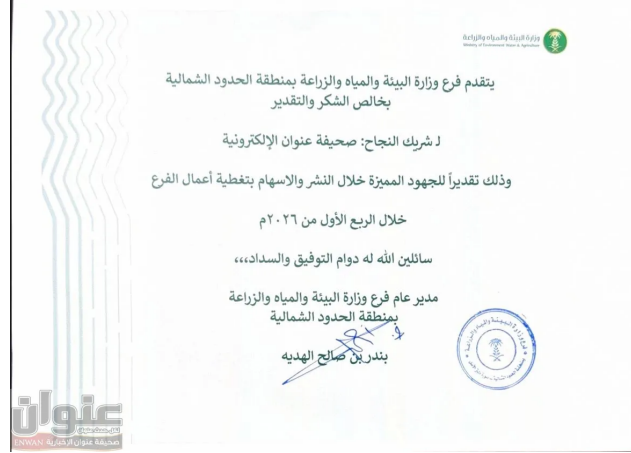 وزارة البيئة والمياه والزراعة
Ministry of Environment Water & Agriculture
يتقدم فرع وزارة البيئة والمياه والزراعة بمنطقة الحدود الشمالية
بخالص الشكر والتقدير
لـ شريك النجاح: صحيفة عنوان الإلكترونية
وذلك تقديراً للجهود المميزة خلال النشر والاسهام بتغطية أعمال الفرع
خلال الربع الأول من ٢٠٢٦م
سائلين الله له دوام التوفيق والسداد،،،
مدير عام فرع وزارة البيئة والمياه والزراعة
بمنطقة الحدود الشمالية
بندر بن صالح الهديه
عنوان
صحيفة عنوان الإخبارية ENWAN